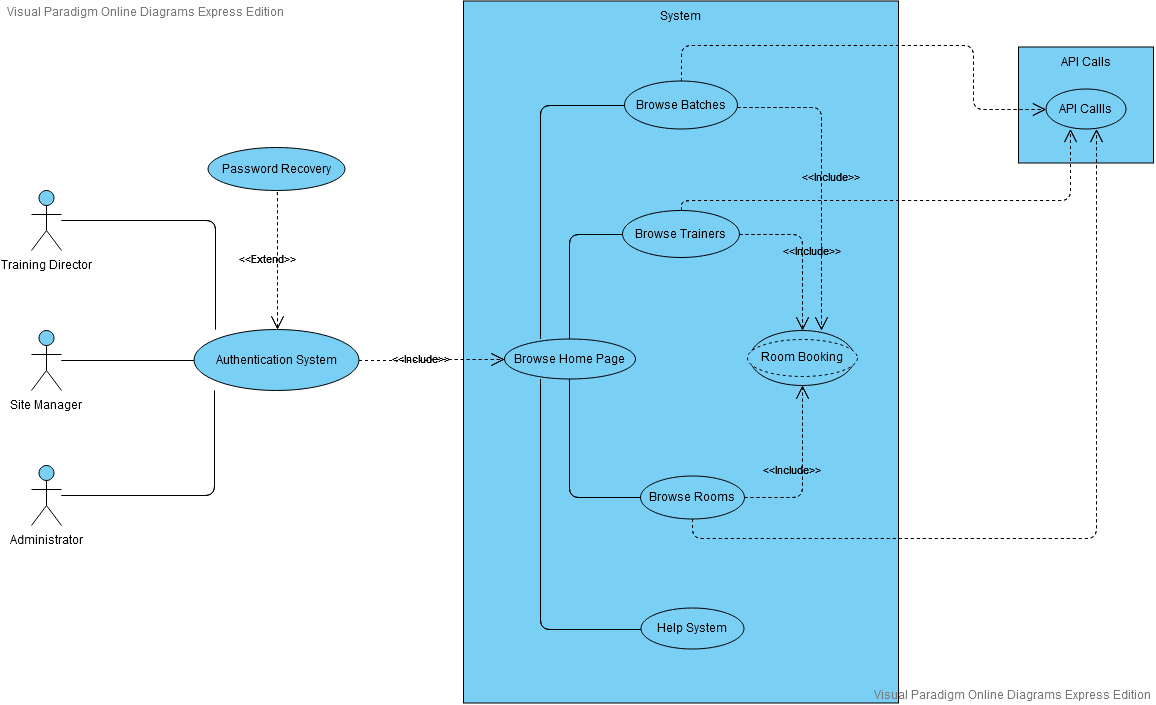 Visual Paradigm Online Diagrams Express Edition
System
API Calls
Browse Batches
API Callls
Password Recovery
<<Include>>
Training Director
Browse Trainers
<<Include>>
<<Extend>>
Authentication System
<<Include>>
Browse Home Page
Room Booking
Site Manager
<<Include>>
Browse Rooms
Administrator
Help System
Visual Paradigm Online Diagrams Express Edition